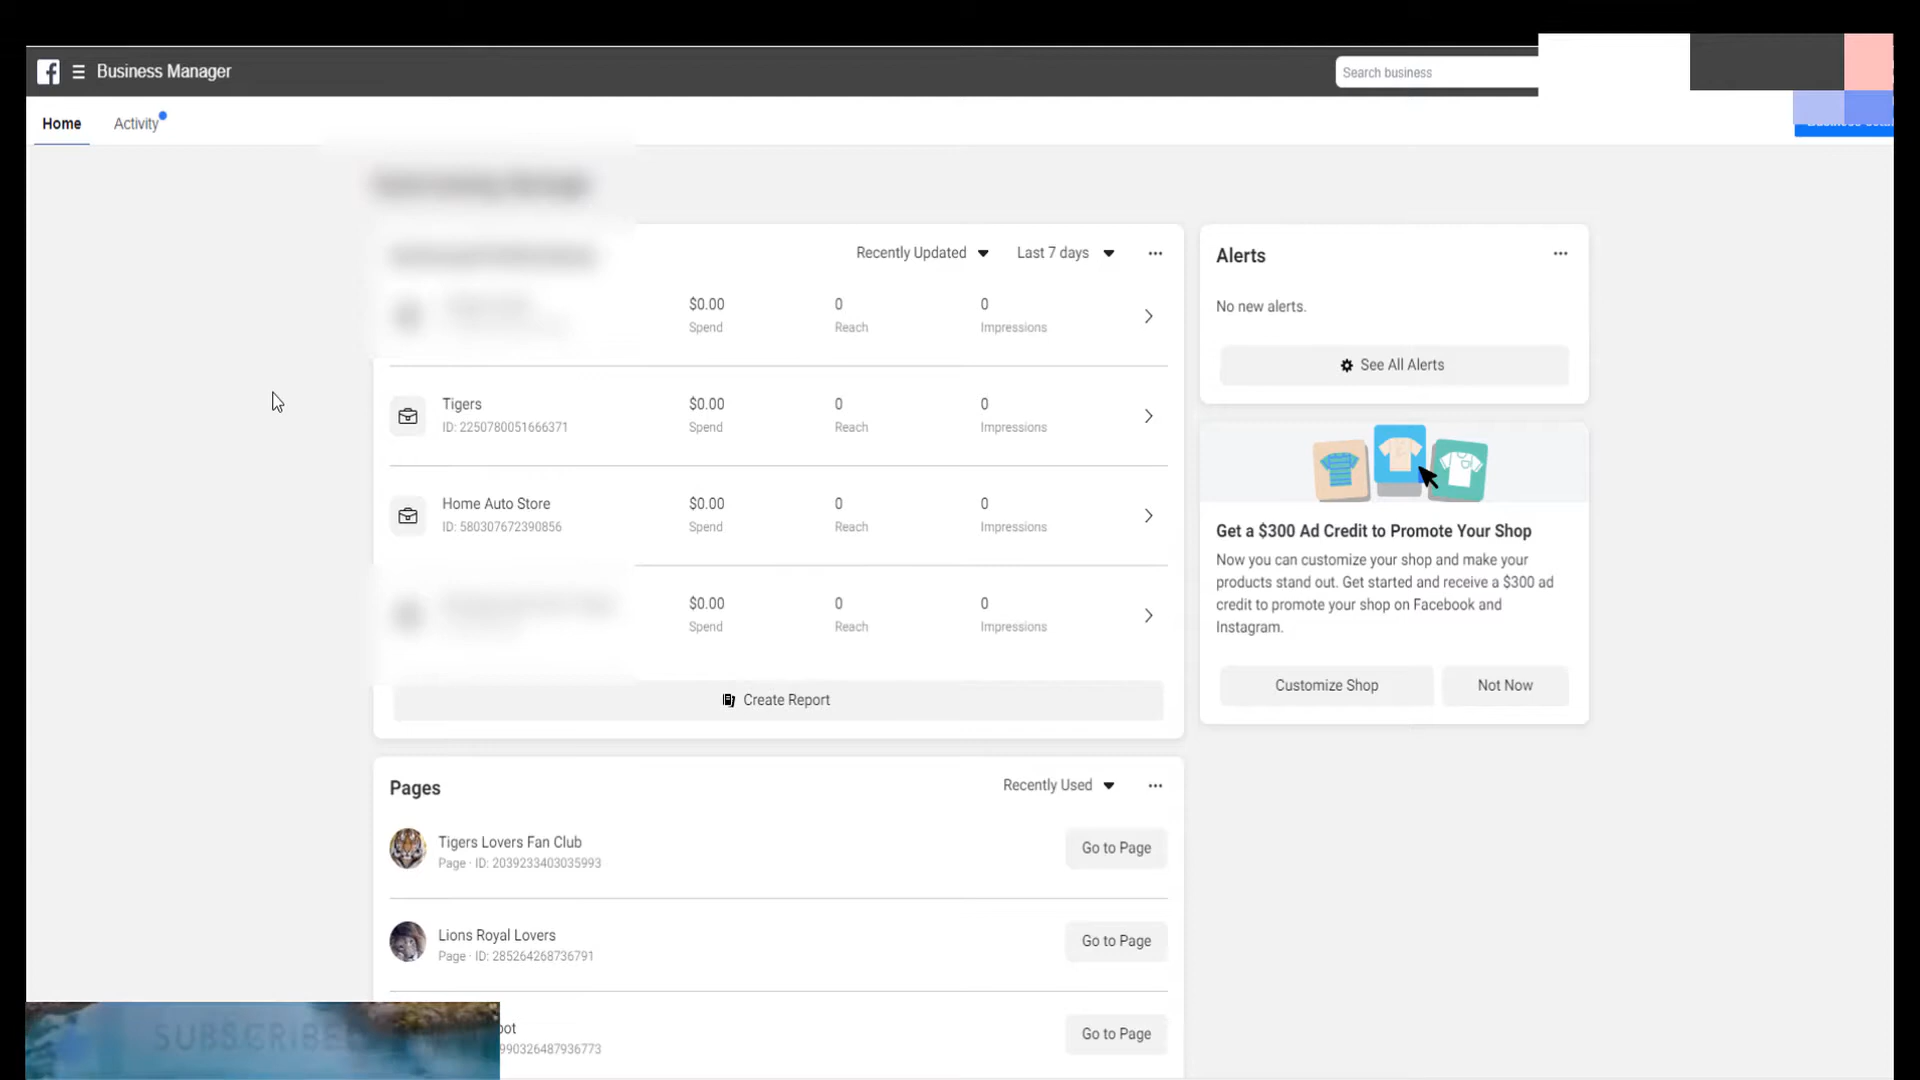 Business Manager
Search business
Home
Activity
Recently Updated
Last 7 days
$0.00
0
0
Spend
Reach
Impressions
Tigers
ID: 2250780051666371
$0.00
0
0
Spend
Reach
Impressions
Home Auto Store
ID: 580307672390856
$0.00
0
0
Spend
Reach
Impressions
$0.00
0
0
Spend
Reach
Impressions
Create Report
Alerts
No new alerts.
See All Alerts
Get a $300 Ad Credit to Promote Your Shop
Now you can customize your shop and make your
products stand out. Get started and receive a $300 ad
credit to promote your shop on Facebook and
Instagram.
Customize Shop
Not Now
Pages
Recently Used
Tigers Lovers Fan Club
Page · ID: 2039233403035993
Go to Page
Lions Royal Lovers
Page · ID: 285264268736791
Go to Page
Go to Page
SUBSCRIBE